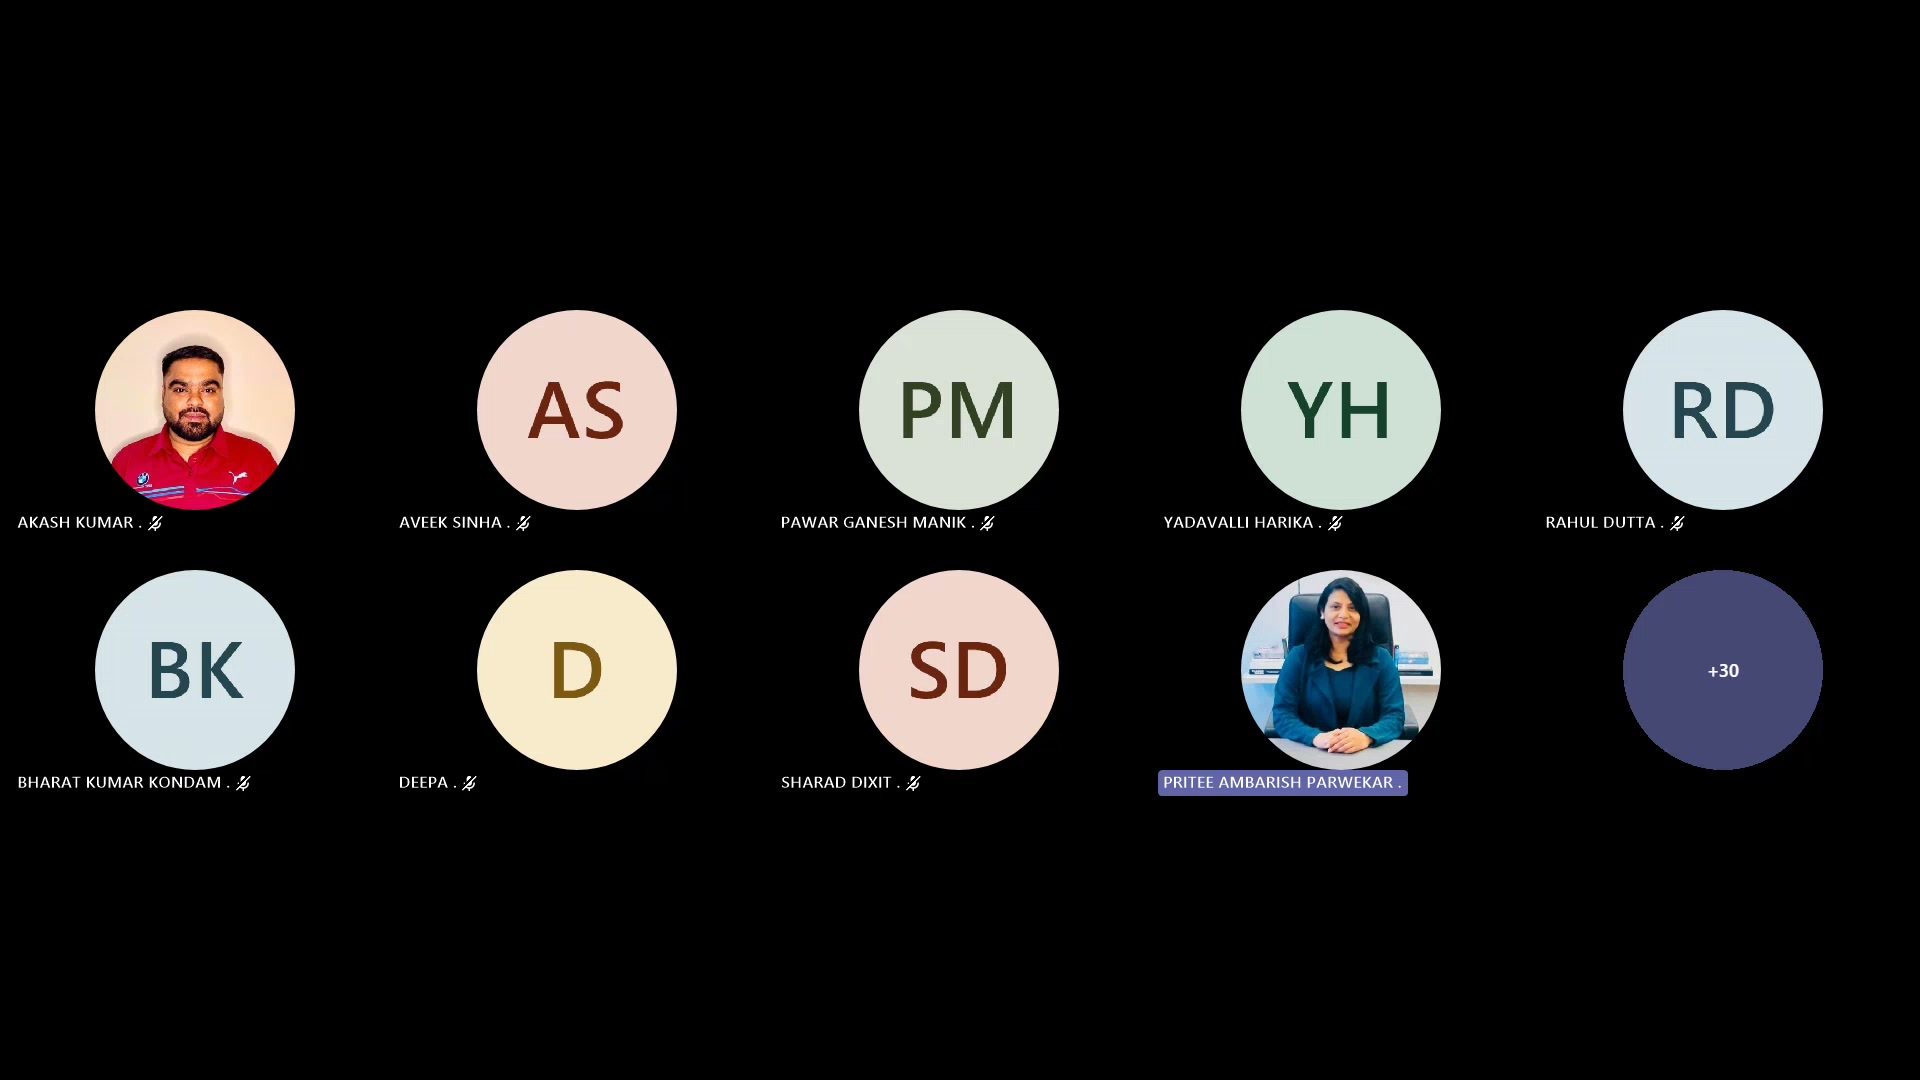 AS
PM
YH
RD
AKASH KUMAR .
AVEEK SINHA .
PAWAR GANESH MANIK .
YADAVALLI HARIKA .
RAHUL DUTTA .
BK
D
SD
+30
BHARAT KUMAR KONDAM .
DEEPA .
SHARAD DIXIT .
PRITEE AMBARISH PARWEKAR .